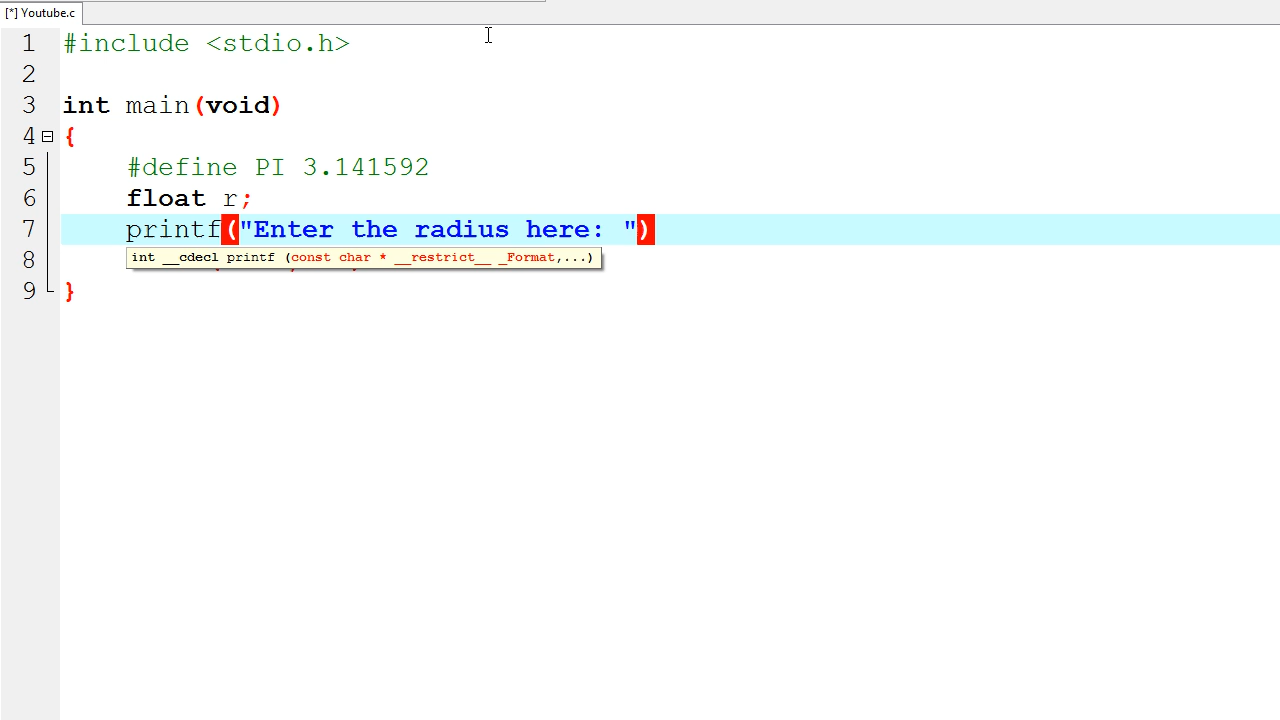 [*] Youtube.c
1 #include <stdio.h>
2
3 int main(void)
4 {
5 #define PI 3.141592
6 float r;
7 printf("Enter the radius here: ")
int __cdecl printf (const char * __restrict__ _Format,...)
8
9 }